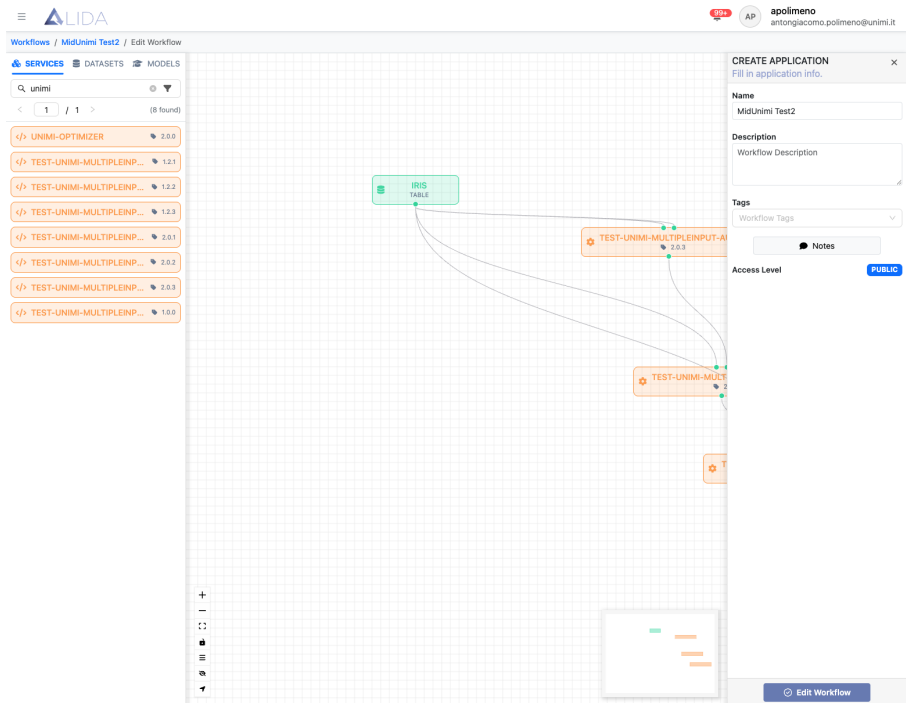 ALIDA
99+
AP
apolimeno
antongiacomo.polimeno@unimi.it
Workflows / MidUnimi Test2 / Edit Workflow
SERVICES DATASETS MODELS
unimi
< 1 / 1 > (8 found)
</> UNIMI-OPTIMIZER 2.0.0
</> TEST-UNIMI-MULTIPLEINP... 1.2.1
</> TEST-UNIMI-MULTIPLEINP... 1.2.2
</> TEST-UNIMI-MULTIPLEINP... 1.2.3
</> TEST-UNIMI-MULTIPLEINP... 2.0.1
</> TEST-UNIMI-MULTIPLEINP... 2.0.2
</> TEST-UNIMI-MULTIPLEINP... 2.0.3
</> TEST-UNIMI-MULTIPLEINP... 1.0.0
IRIS
TABLE
TEST-UNIMI-MULTIPLEINPUT-AU
2.0.3
TEST-UNIMI-MULT
2
T
CREATE APPLICATION
Fill in application info.
Name
MidUnimi Test2
Description
Workflow Description
Tags
Workflow Tags
Notes
Access Level PUBLIC
Edit Workflow